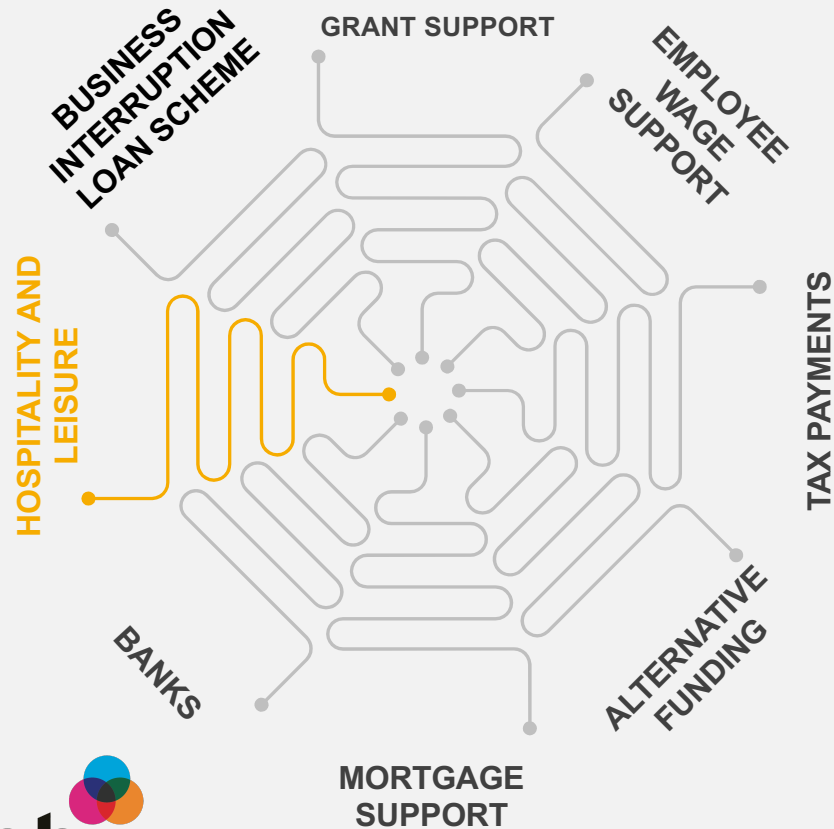 GRANT SUPPORT
BUSINESS
INTERRUPTION
LOAN SCHEME
EMPLOYEE
WAGE
SUPPORT
HOSPITALITY AND
LEISURE
TAX PAYMENTS
BANKS
ALTERNATIVE
FUNDING
MORTGAGE
SUPPORT